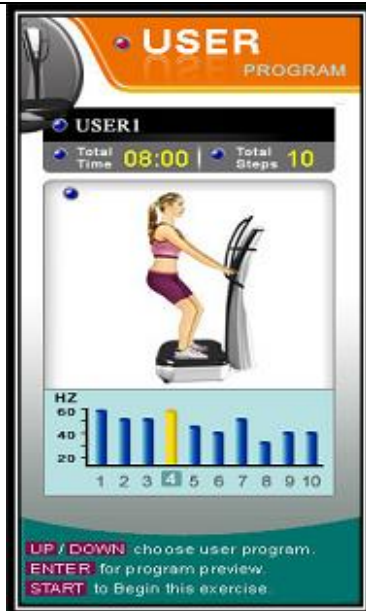 USER
PROGRAM
USER1
Total Time 08:00 Total Steps 10
HZ
60
40
20
1 2 3 4 5 6 7 8 9 10
UP / DOWN choose user program.
ENTER for program preview.
START to Begin this exercise.